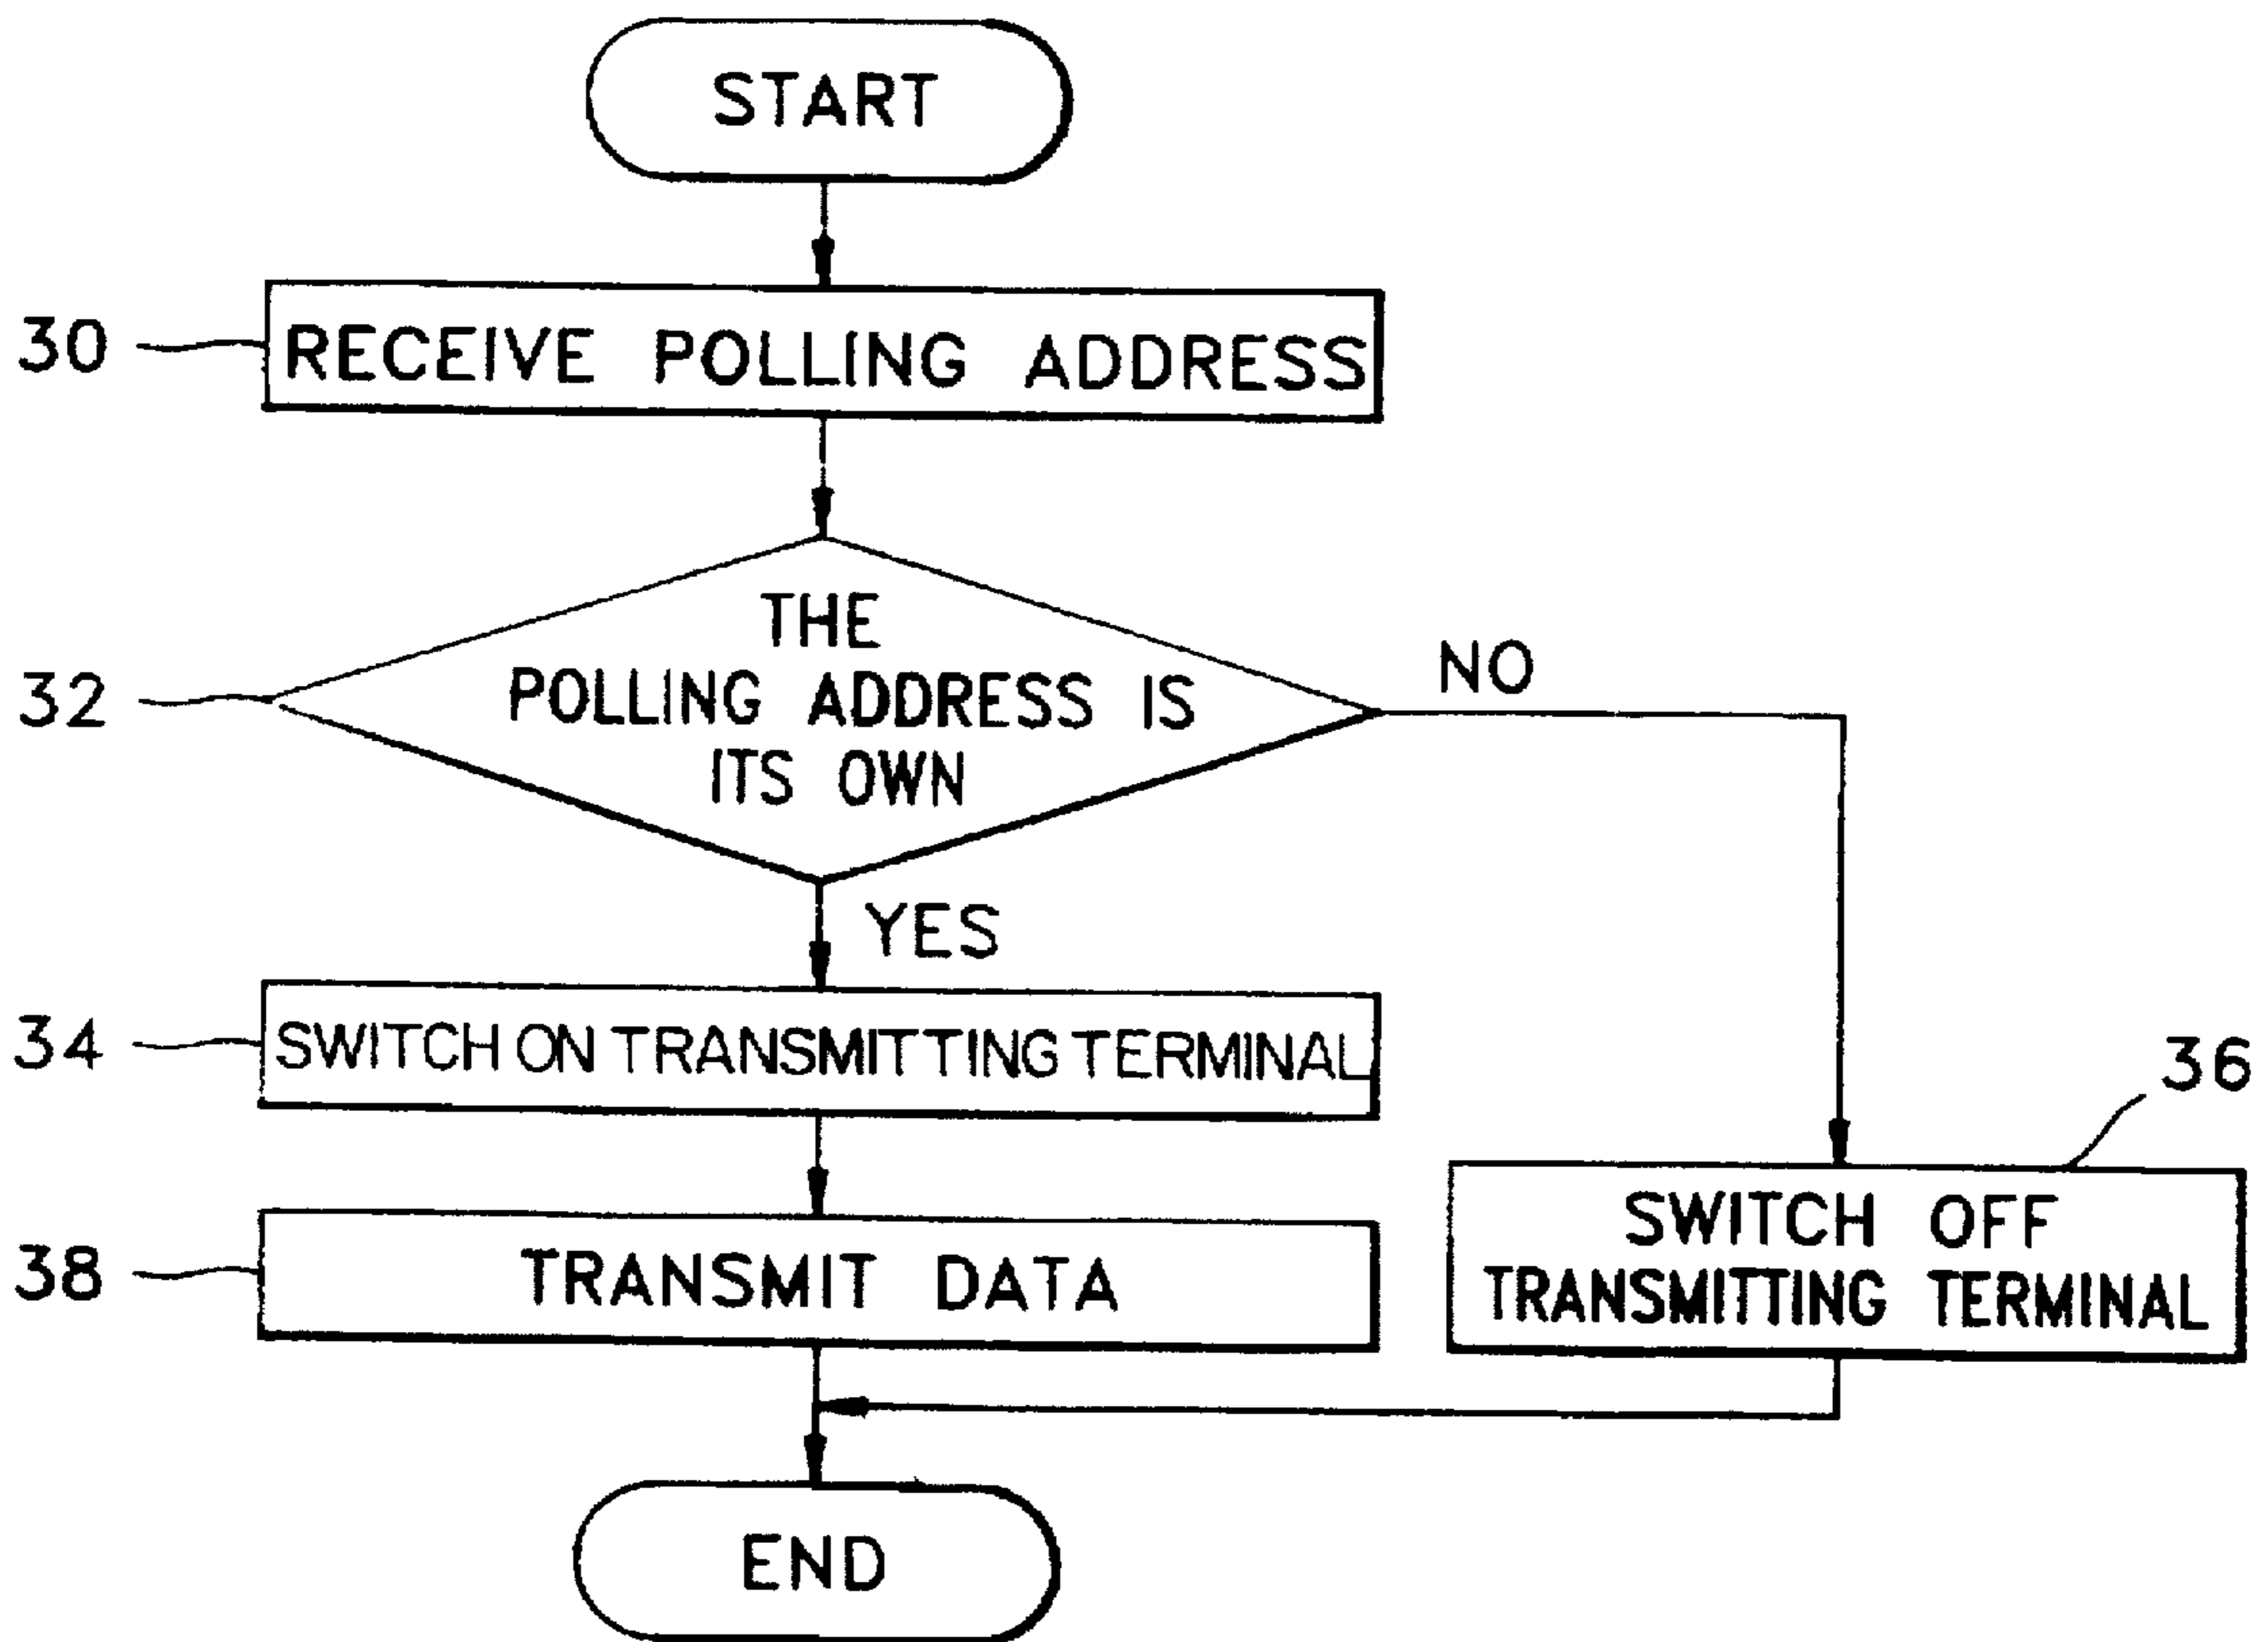 START
30
RECEIVE POLLING ADDRESS
32
THE
POLLING ADDRESS IS
ITS OWN
NO
YES
34
SWITCH ON TRANSMITTING TERMINAL
36
SWITCH OFF
TRANSMITTING TERMINAL
38
TRANSMIT DATA
END